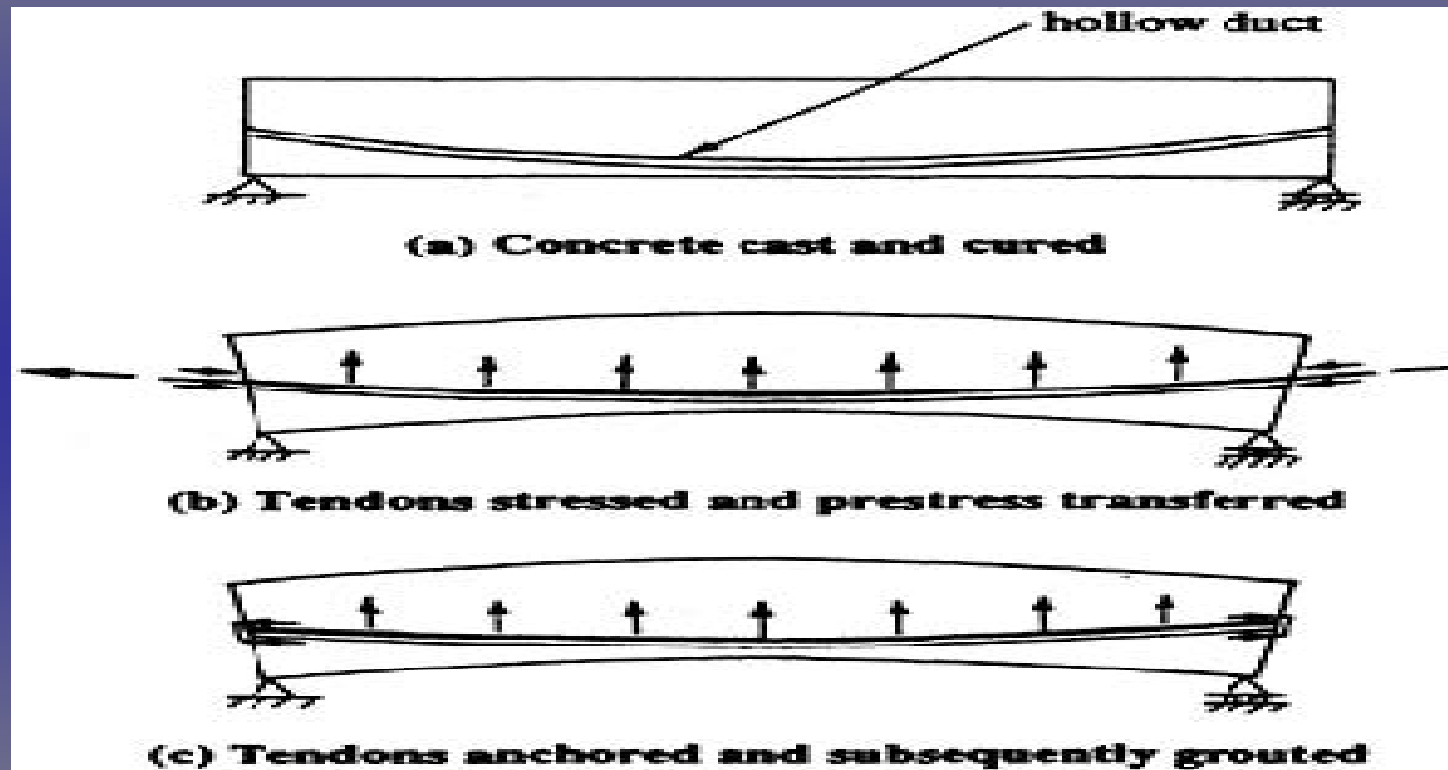 hollow duct
(a) Concrete cast and cured
(b) Tendons stressed and prestress transferred
(c) Tendons anchored and subsequently grouted